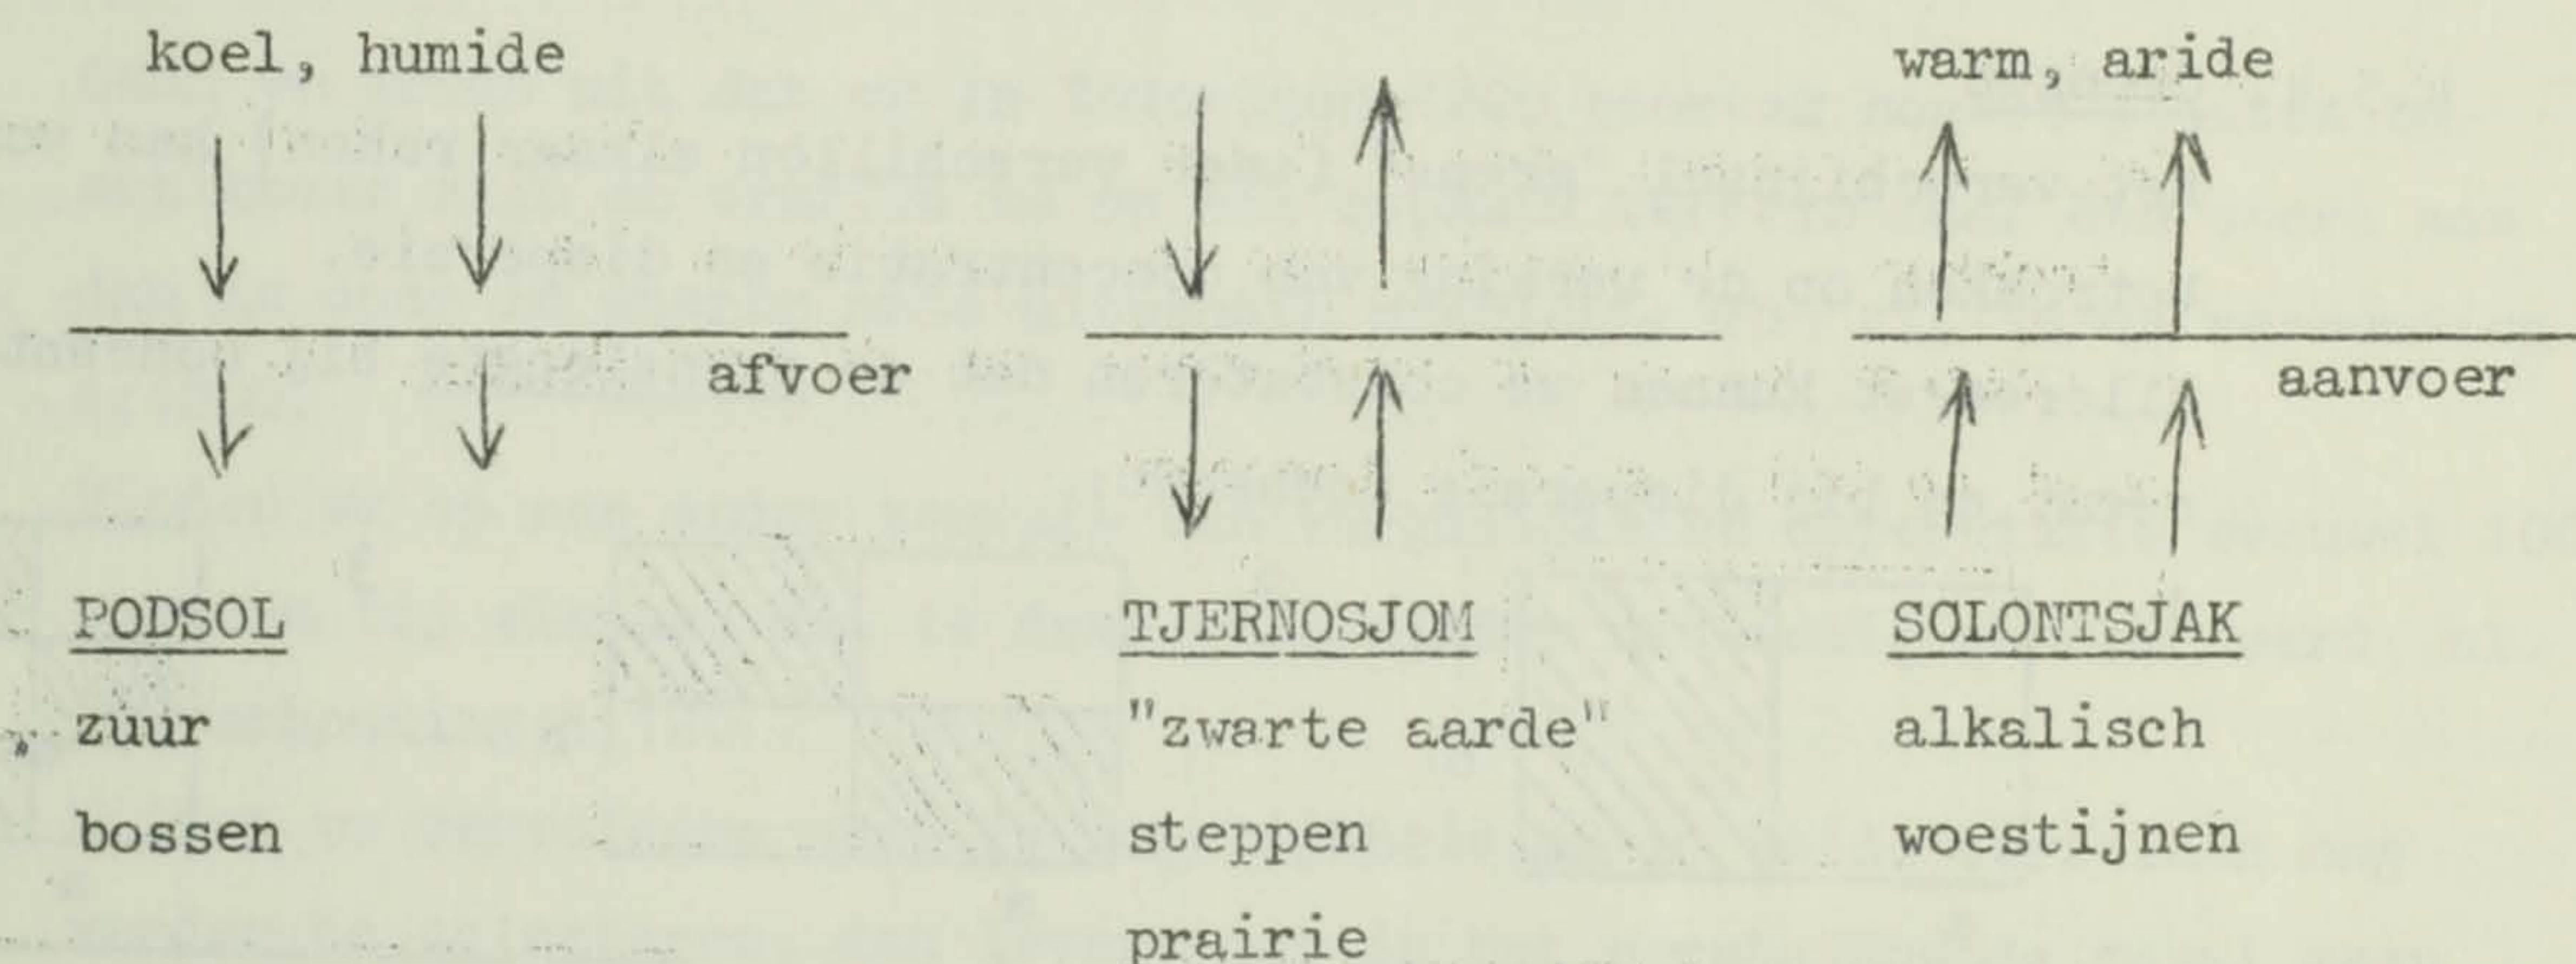 koel, humide
warm, aride
afvoer
aanvoer
PODSOL
zuur
bossen
TJERNOSJOM
"zwarte aarde"
steppen
prairie
SOLONTSJAK
alkalisch
woestijnen